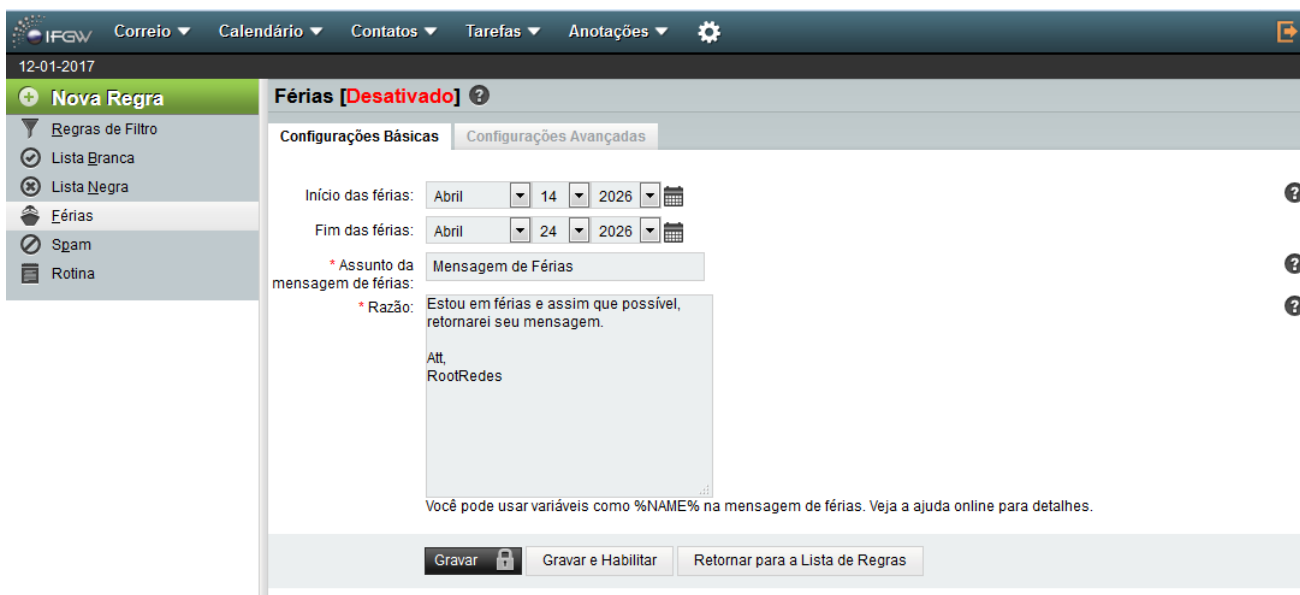 IFGW Correio Calendário Contatos Tarefas Anotações
12-01-2017
Nova Regra
Regras de Filtro
Lista Branca
Lista Negra
Férias
Spam
Rotina
Férias [Desativado]
Configurações Básicas Configurações Avançadas
Início das férias: Abril 14 2026
Fim das férias: Abril 24 2026
* Assunto da
mensagem de férias:
Mensagem de Férias
* Razão:
Estou em férias e assim que possível,
retornarei seu mensagem.
Att,
RootRedes
Você pode usar variáveis como %NAME% na mensagem de férias. Veja a ajuda online para detalhes.
Gravar Gravar e Habilitar Retornar para a Lista de Regras